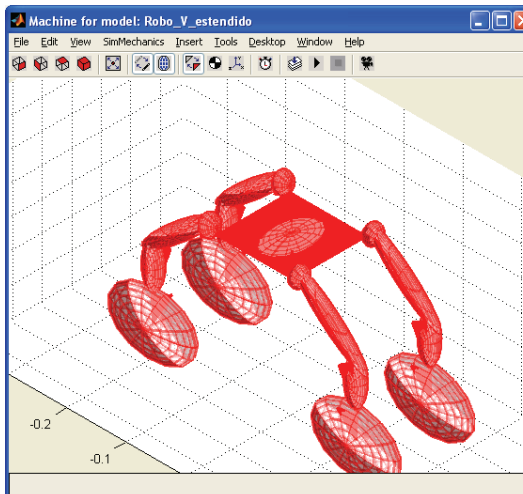 Machine for model: Robo_V_estendido
File Edit View SimMechanics Insert Tools Desktop Window Help
-0.2
-0.1